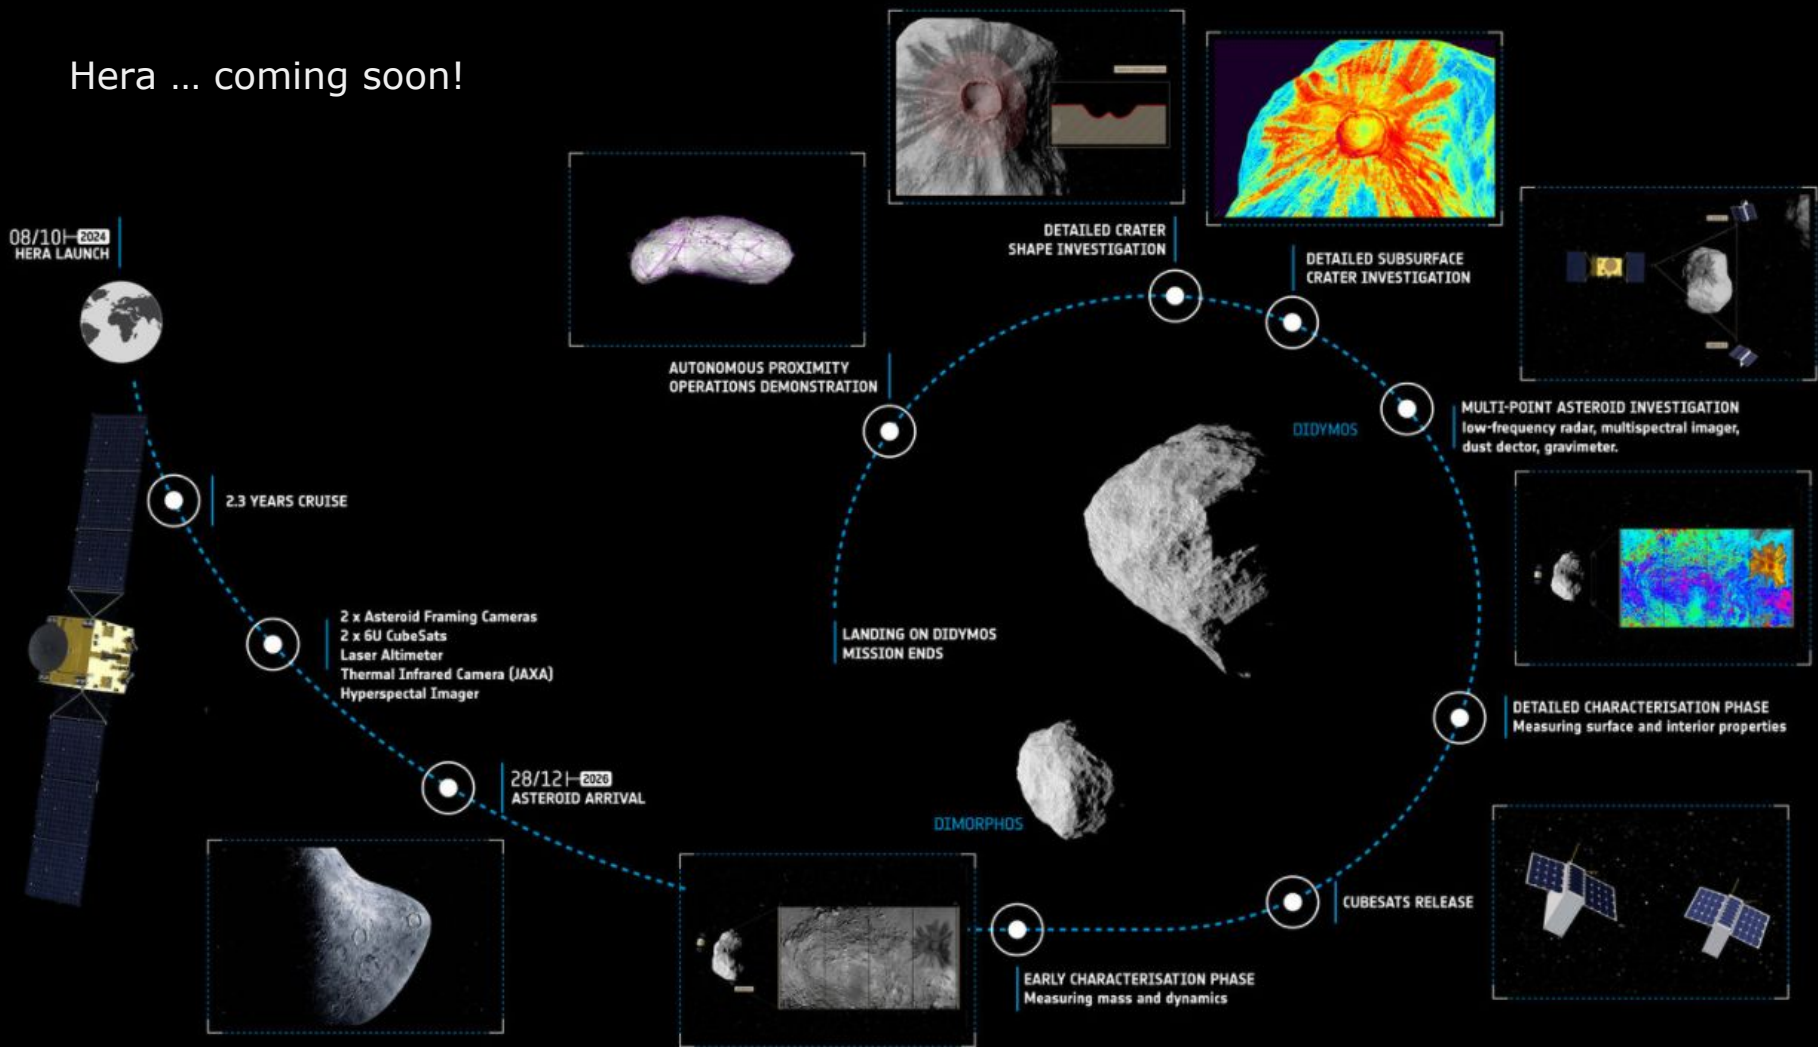 Hera ... coming soon!
08/10 2024
HERA LAUNCH
2.3 YEARS CRUISE
2 x Asteroid Framing Cameras
2 x 6U CubeSats
Laser Altimeter
Thermal Infrared Camera (JAXA)
Hyperspectal Imager
28/12 2026
ASTEROID ARRIVAL
EARLY CHARACTERISATION PHASE
Measuring mass and dynamics
CUBESATS RELEASE
DETAILED CHARACTERISATION PHASE
Measuring surface and interior properties
MULTI-POINT ASTEROID INVESTIGATION
low-frequency radar, multispectral imager,
dust dector, gravimeter.
DETAILED SUBSURFACE
CRATER INVESTIGATION
DETAILED CRATER
SHAPE INVESTIGATION
AUTONOMOUS PROXIMITY
OPERATIONS DEMONSTRATION
LANDING ON DIDYMOS
MISSION ENDS
DIDYMOS
DIMORPHOS